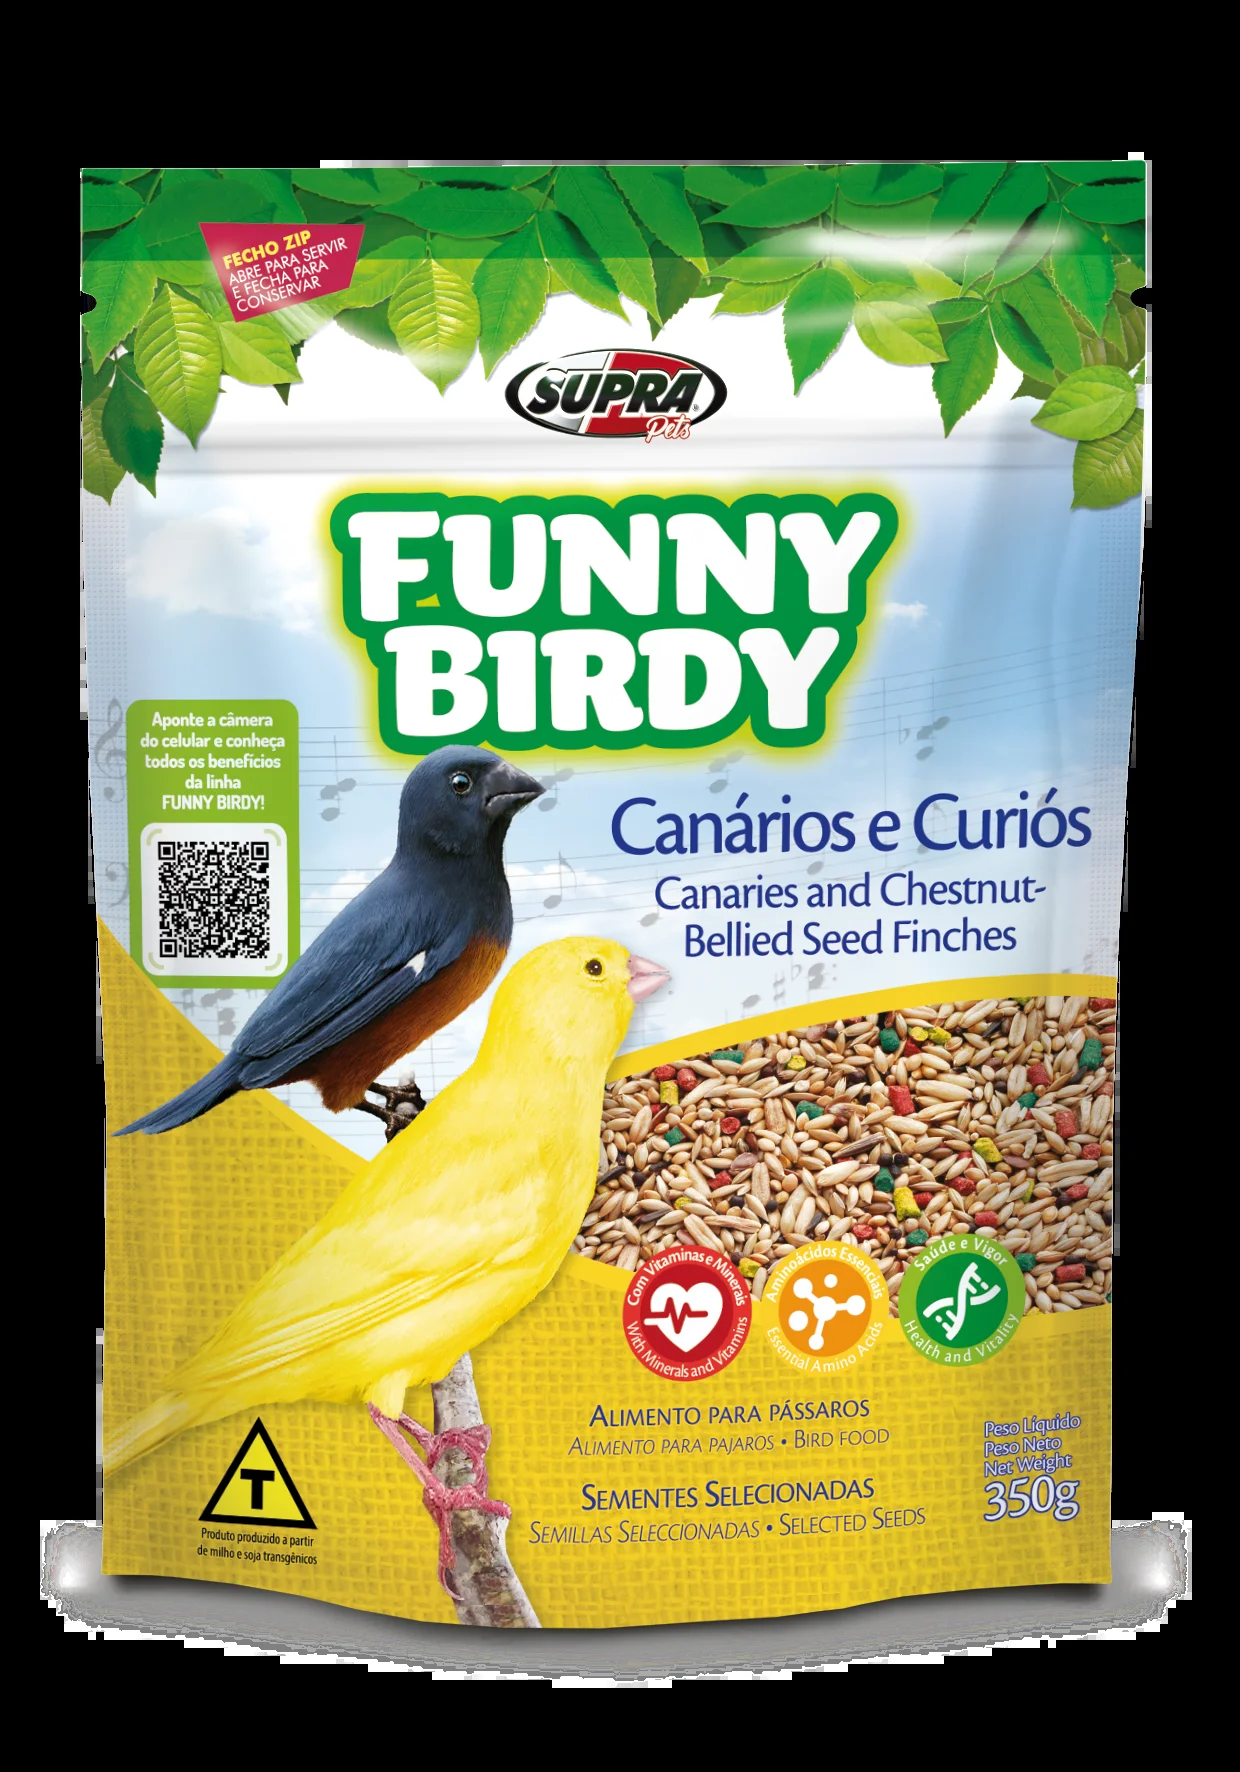 FECHO ZIP
ABRE PARA SERVIR
E FECHA PARA
CONSERVAR
SUPRA
Pets
FUNNY
BIRDY
Aponte a câmera
do celular e conheça
todos os benefícios
da linha
FUNNY BIRDY!
Canários e Curiós
Canaries and Chestnut-
Bellied Seed Finches
Com Vitaminas e Minerais
With Minerals and Vitamins
Aminoácidos Essenciais
Essential Amino Acids
Saúde e Vigor
Health and Vitality
ALIMENTO PARA PÁSSAROS
ALIMENTO PARA PAJAROS • BIRD FOOD
SEMENTES SELECIONADAS
SEMILLAS SELECCIONADAS • SELECTED SEEDS
Peso Líquido
Peso Neto
Net Weight
350g
T
Produto produzido a partir
de milho e soja transgênicos